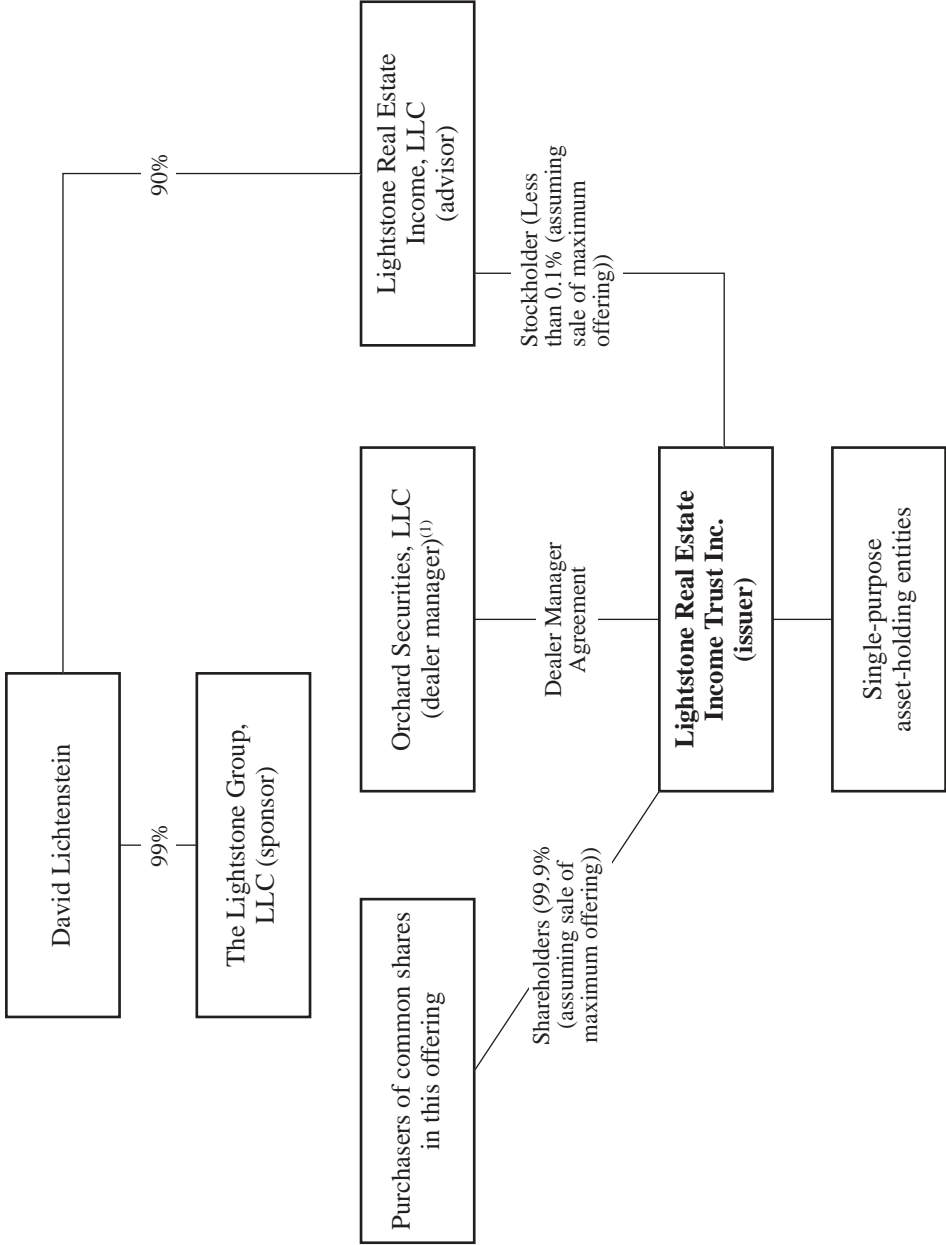 David Lichtenstein
99%
90%
The Lightstone Group,
LLC (sponsor)
Purchasers of common shares
in this offering
Orchard Securities, LLC
(dealer manager)(1)
Lightstone Real Estate
Income, LLC
(advisor)
Shareholders (99.9%
(assuming sale of
maximum offering))
Dealer Manager
Agreement
Stockholder (Less
than 0.1% (assuming
sale of maximum
offering))
Lightstone Real Estate
Income Trust Inc.
(issuer)
Single-purpose
asset-holding entities